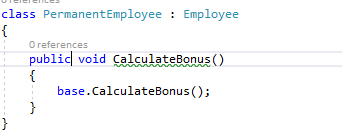 0 references
class PermanentEmployee : Employee
{
0 references
public void CalculateBonus()
{
base.CalculateBonus();
}
}